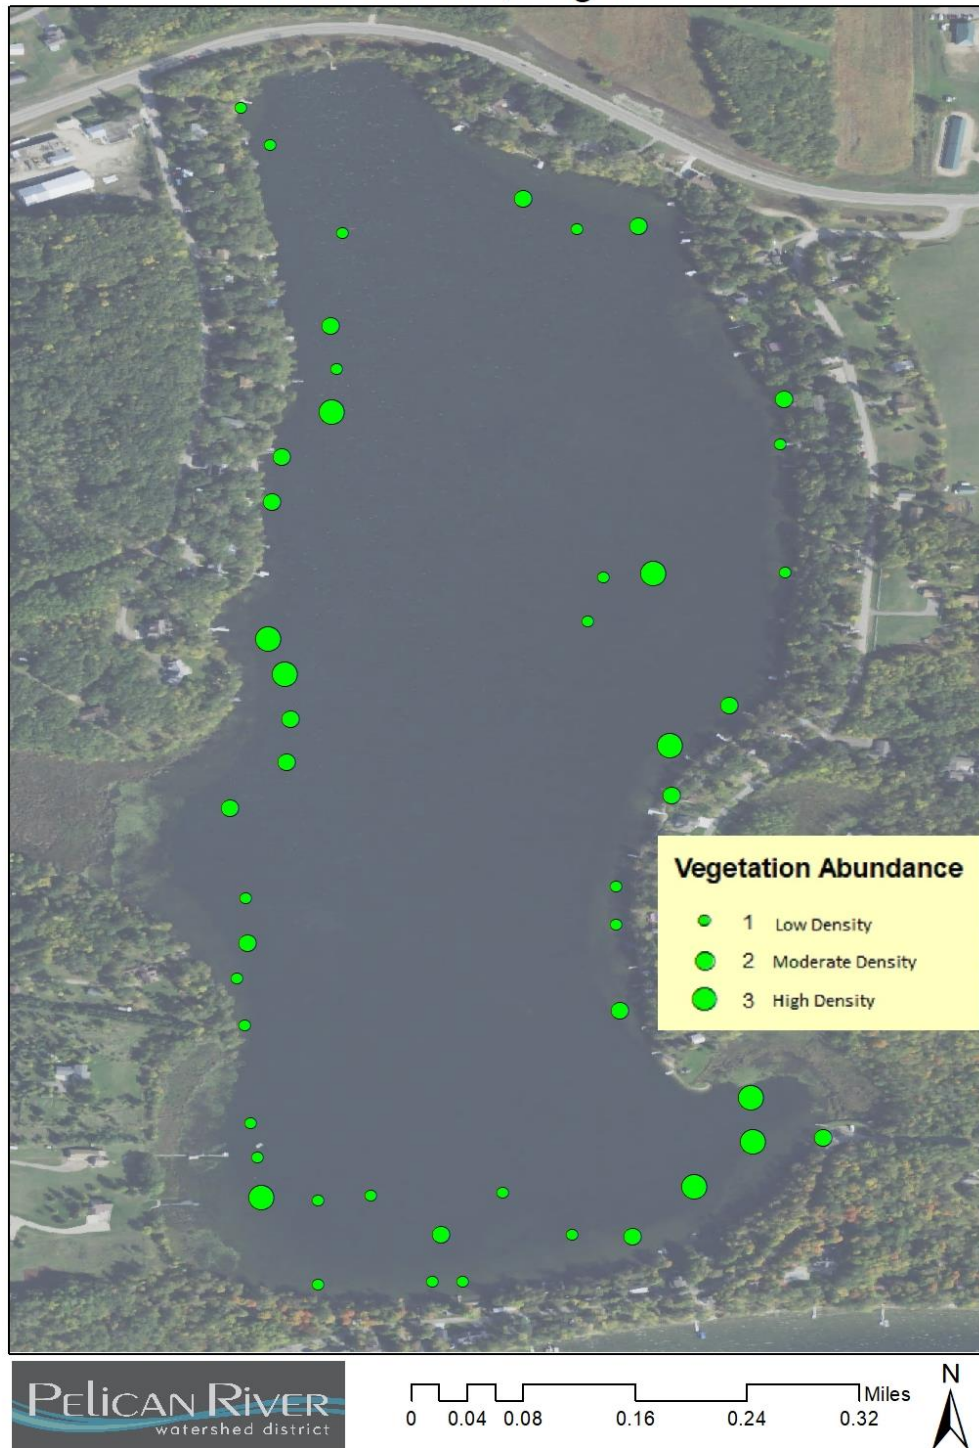 Vegetation Abundance
1 Low Density
2 Moderate Density
3 High Density
PELICAN RIVER
watershed district
Miles
0 0.04 0.08 0.16 0.24 0.32
N